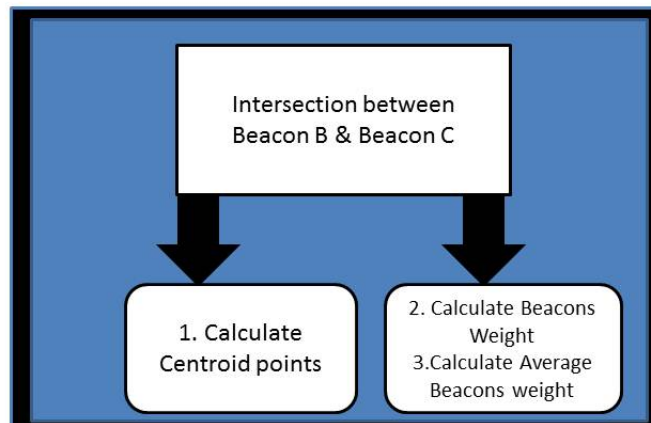 Intersection between
Beacon B & Beacon C
1. Calculate
Centroid points
2. Calculate Beacons
Weight
3.Calculate Average
Beacons weight